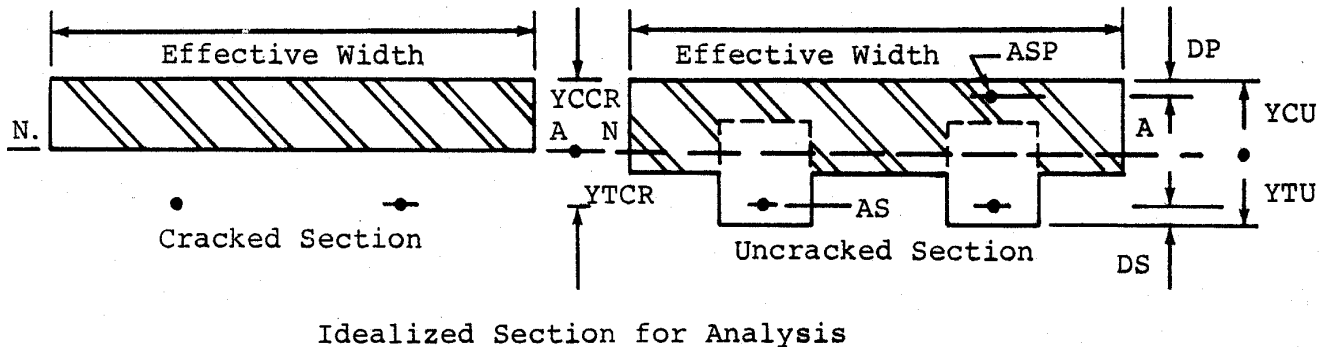 Effective Width
Effective Width
ASP
DP
YCCR
YCU
N.
A
N
A
YTCR
AS
YTU
Cracked Section
Uncracked Section
DS
Idealized Section for Analysis